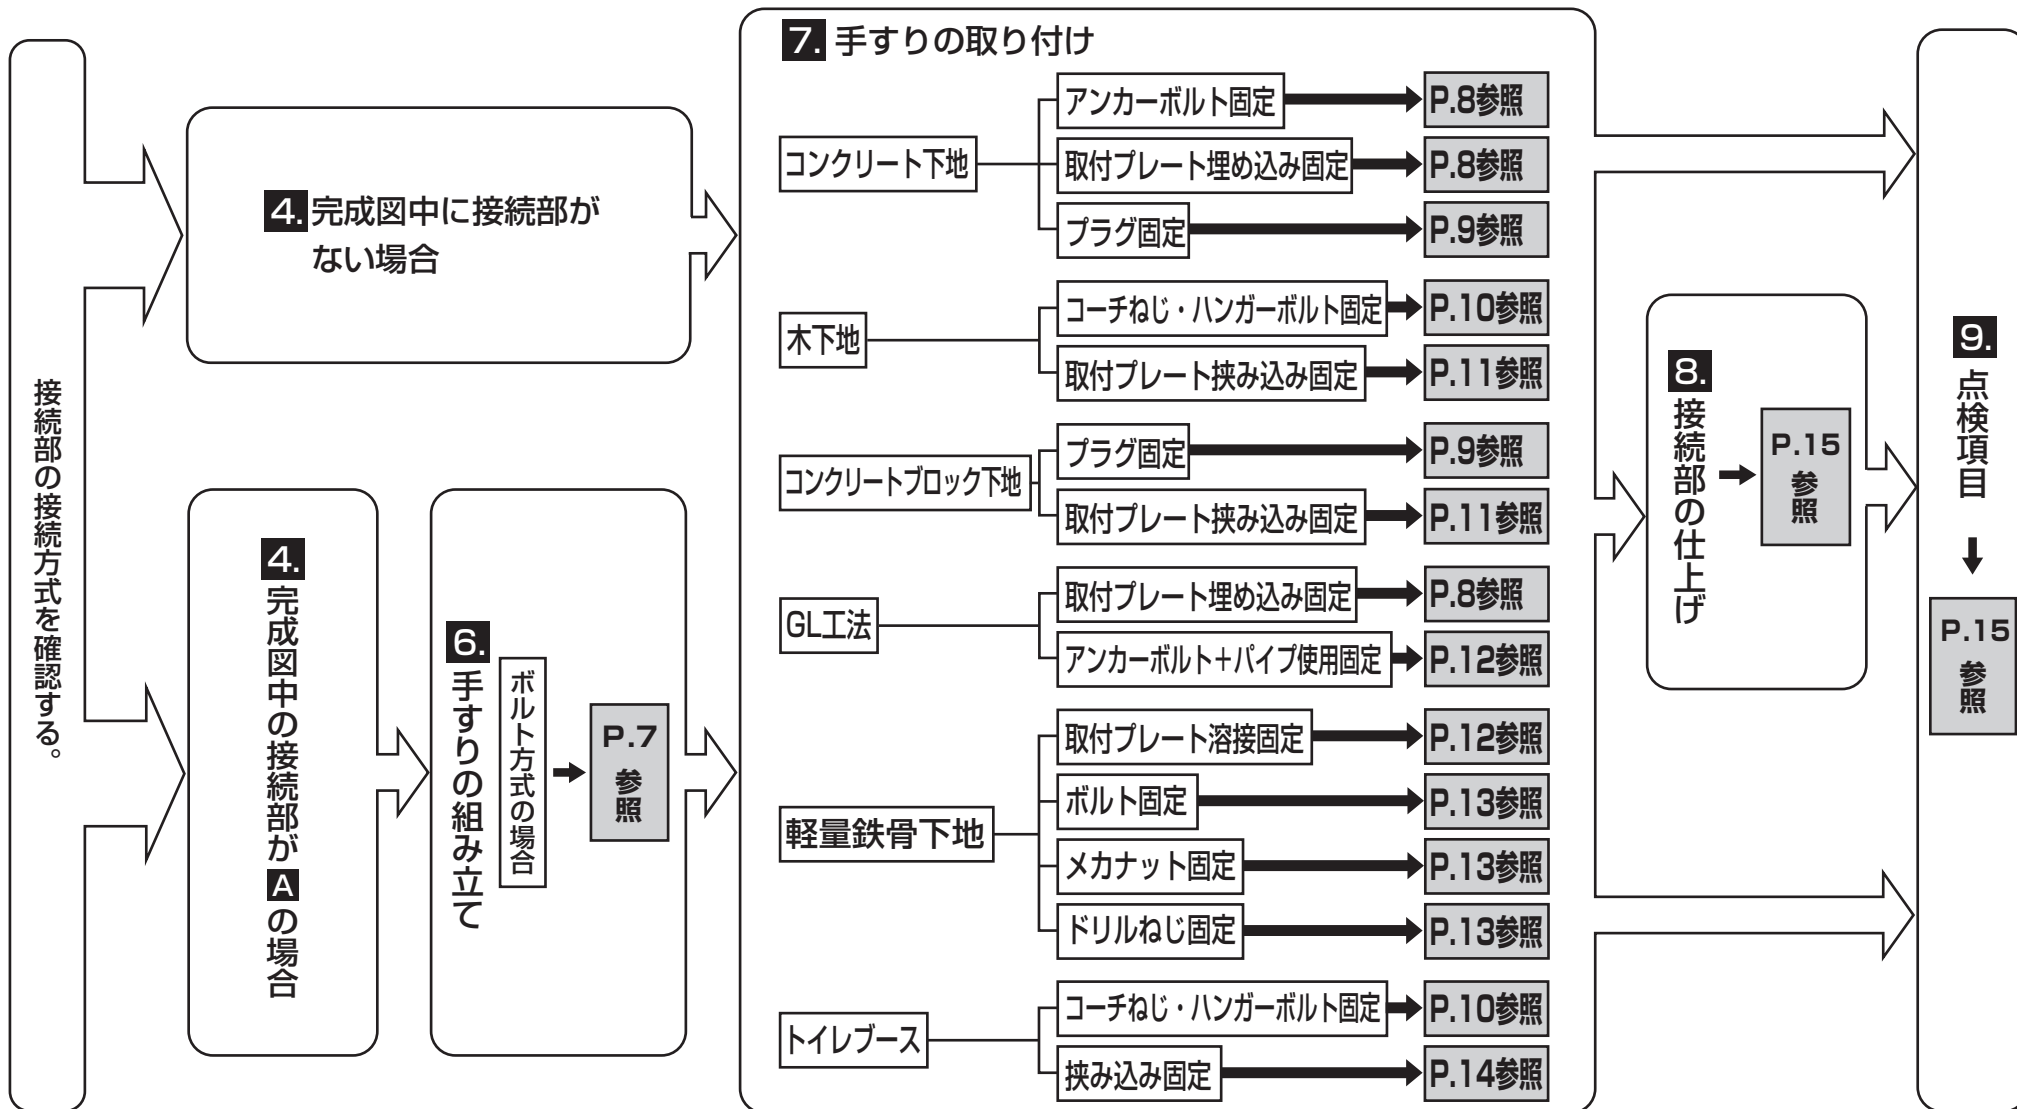 接続部の接続方式を確認する。
4. 完成図中に接続部が
ない場合
4. 完成図中の接続部が A の場合
6. 手すりの組み立て
ボルト方式の場合
P.7
参照
7. 手すりの取り付け
コンクリート下地
アンカーボルト固定
P.8参照
取付プレート埋め込み固定
P.8参照
プラグ固定
P.9参照
木下地
コーチねじ・ハンガーボルト固定
P.10参照
取付プレート挟み込み固定
P.11参照
コンクリートブロック下地
プラグ固定
P.9参照
取付プレート挟み込み固定
P.11参照
GL工法
取付プレート埋め込み固定
P.8参照
アンカーボルト+パイプ使用固定
P.12参照
軽量鉄骨下地
取付プレート溶接固定
P.12参照
ボルト固定
P.13参照
メカナット固定
P.13参照
ドリルねじ固定
P.13参照
トイレブース
コーチねじ・ハンガーボルト固定
P.10参照
挟み込み固定
P.14参照
8. 接続部の仕上げ
P.15
参照
9. 点検項目
P.15
参照